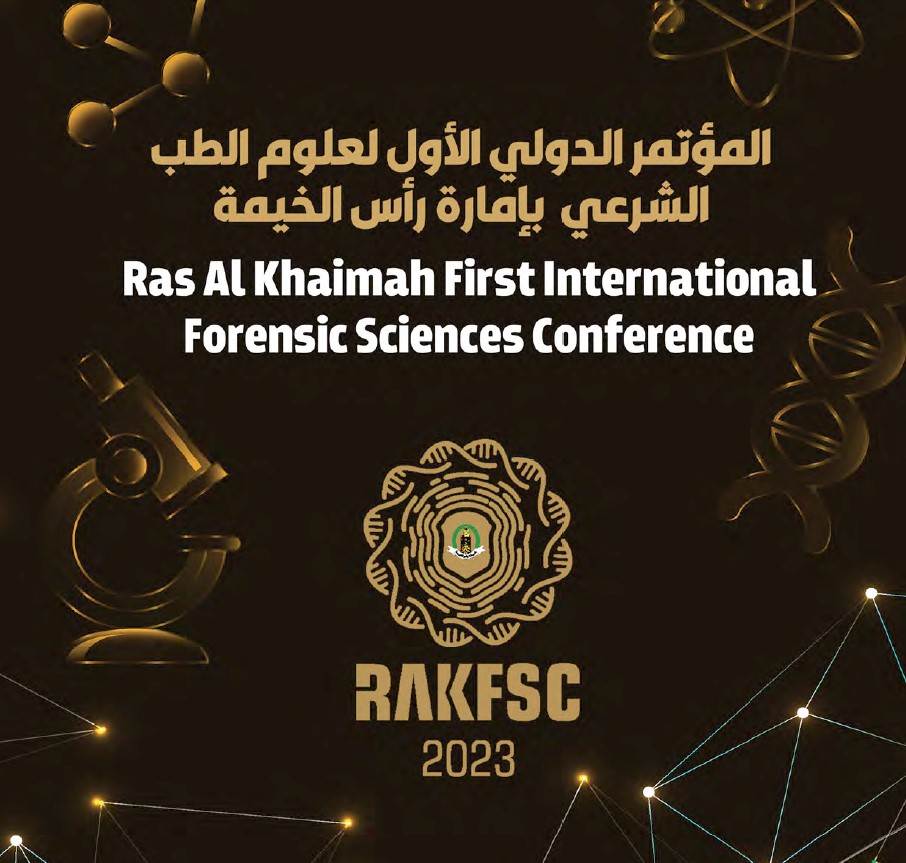 المؤتمر الدولي الأول لعلوم الطب
الشرعي بإمارة رأس الخيمة
Ras Al Khaimah First International
Forensic Sciences Conference
RAKFSC
2023